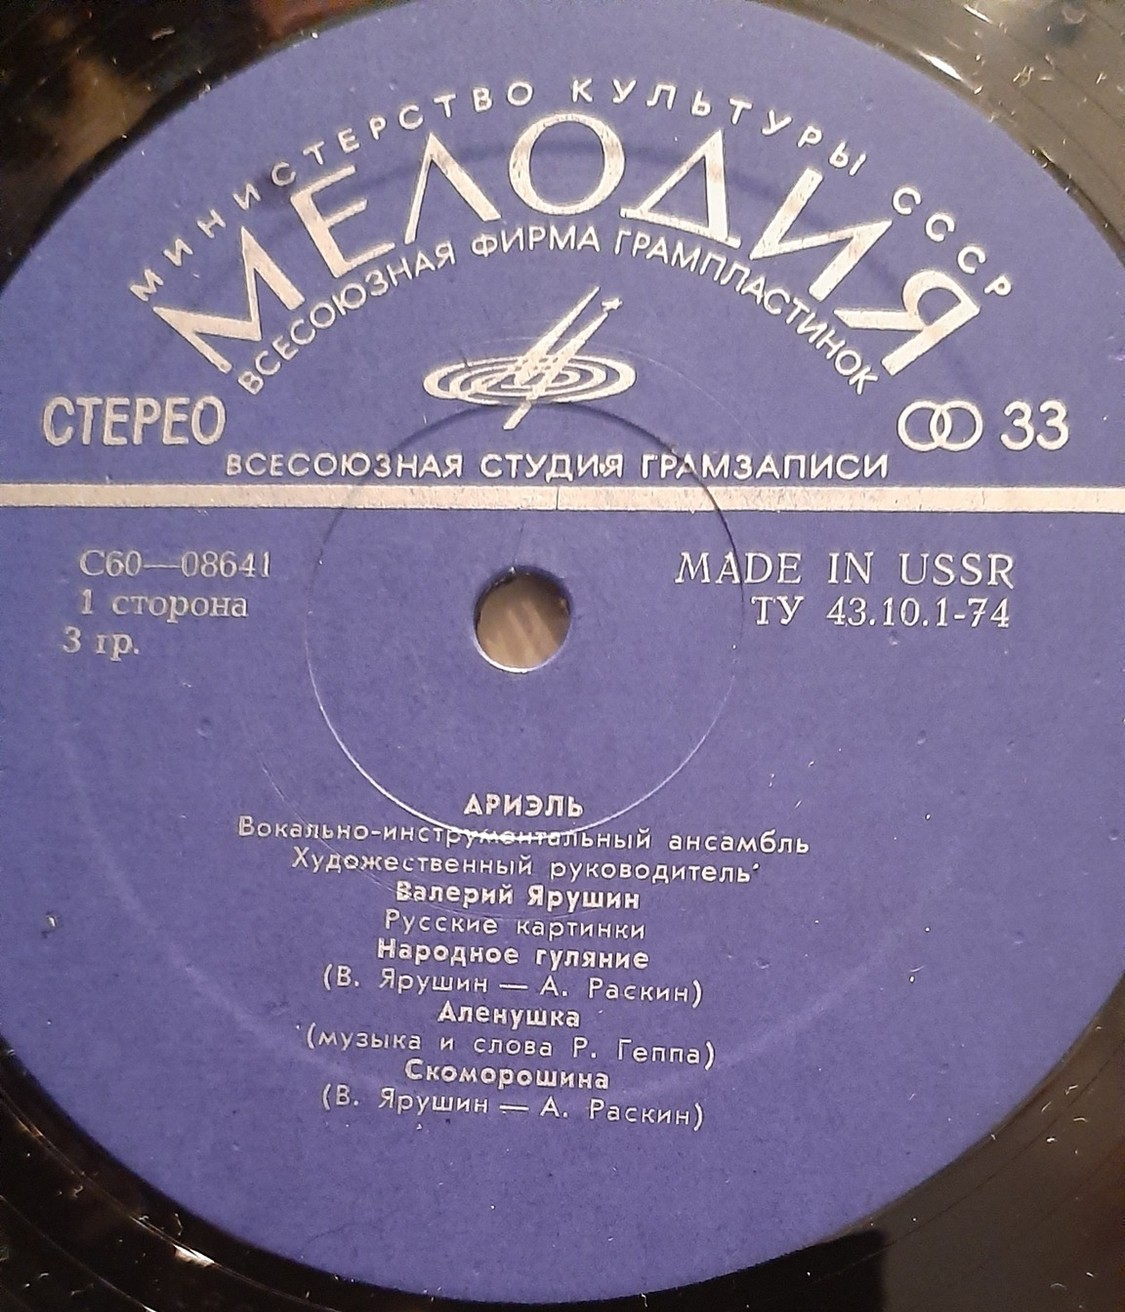 МИНИСТЕРСТВО КУЛЬТУРЫ СССР
МЕЛОДИЯ
ВСЕСОЮЗНАЯ ФИРМА ГРАМПЛАСТИНОК
СТЕРЕО
33
ВСЕСОЮЗНАЯ СТУДИЯ ГРАМЗАПИСИ
С60—08641
1 сторона
3 гр.
MADE IN USSR
ТУ 43.10.1-74
АРИЭЛЬ
Вокально-инструментальный ансамбль
Художественный руководитель
Валерий Ярушин
Русские картинки
Народное гуляние
(В. Ярушин — А. Раскин)
Аленушка
(музыка и слова Р. Геппа)
Скоморошина
(В. Ярушин — А. Раскин)